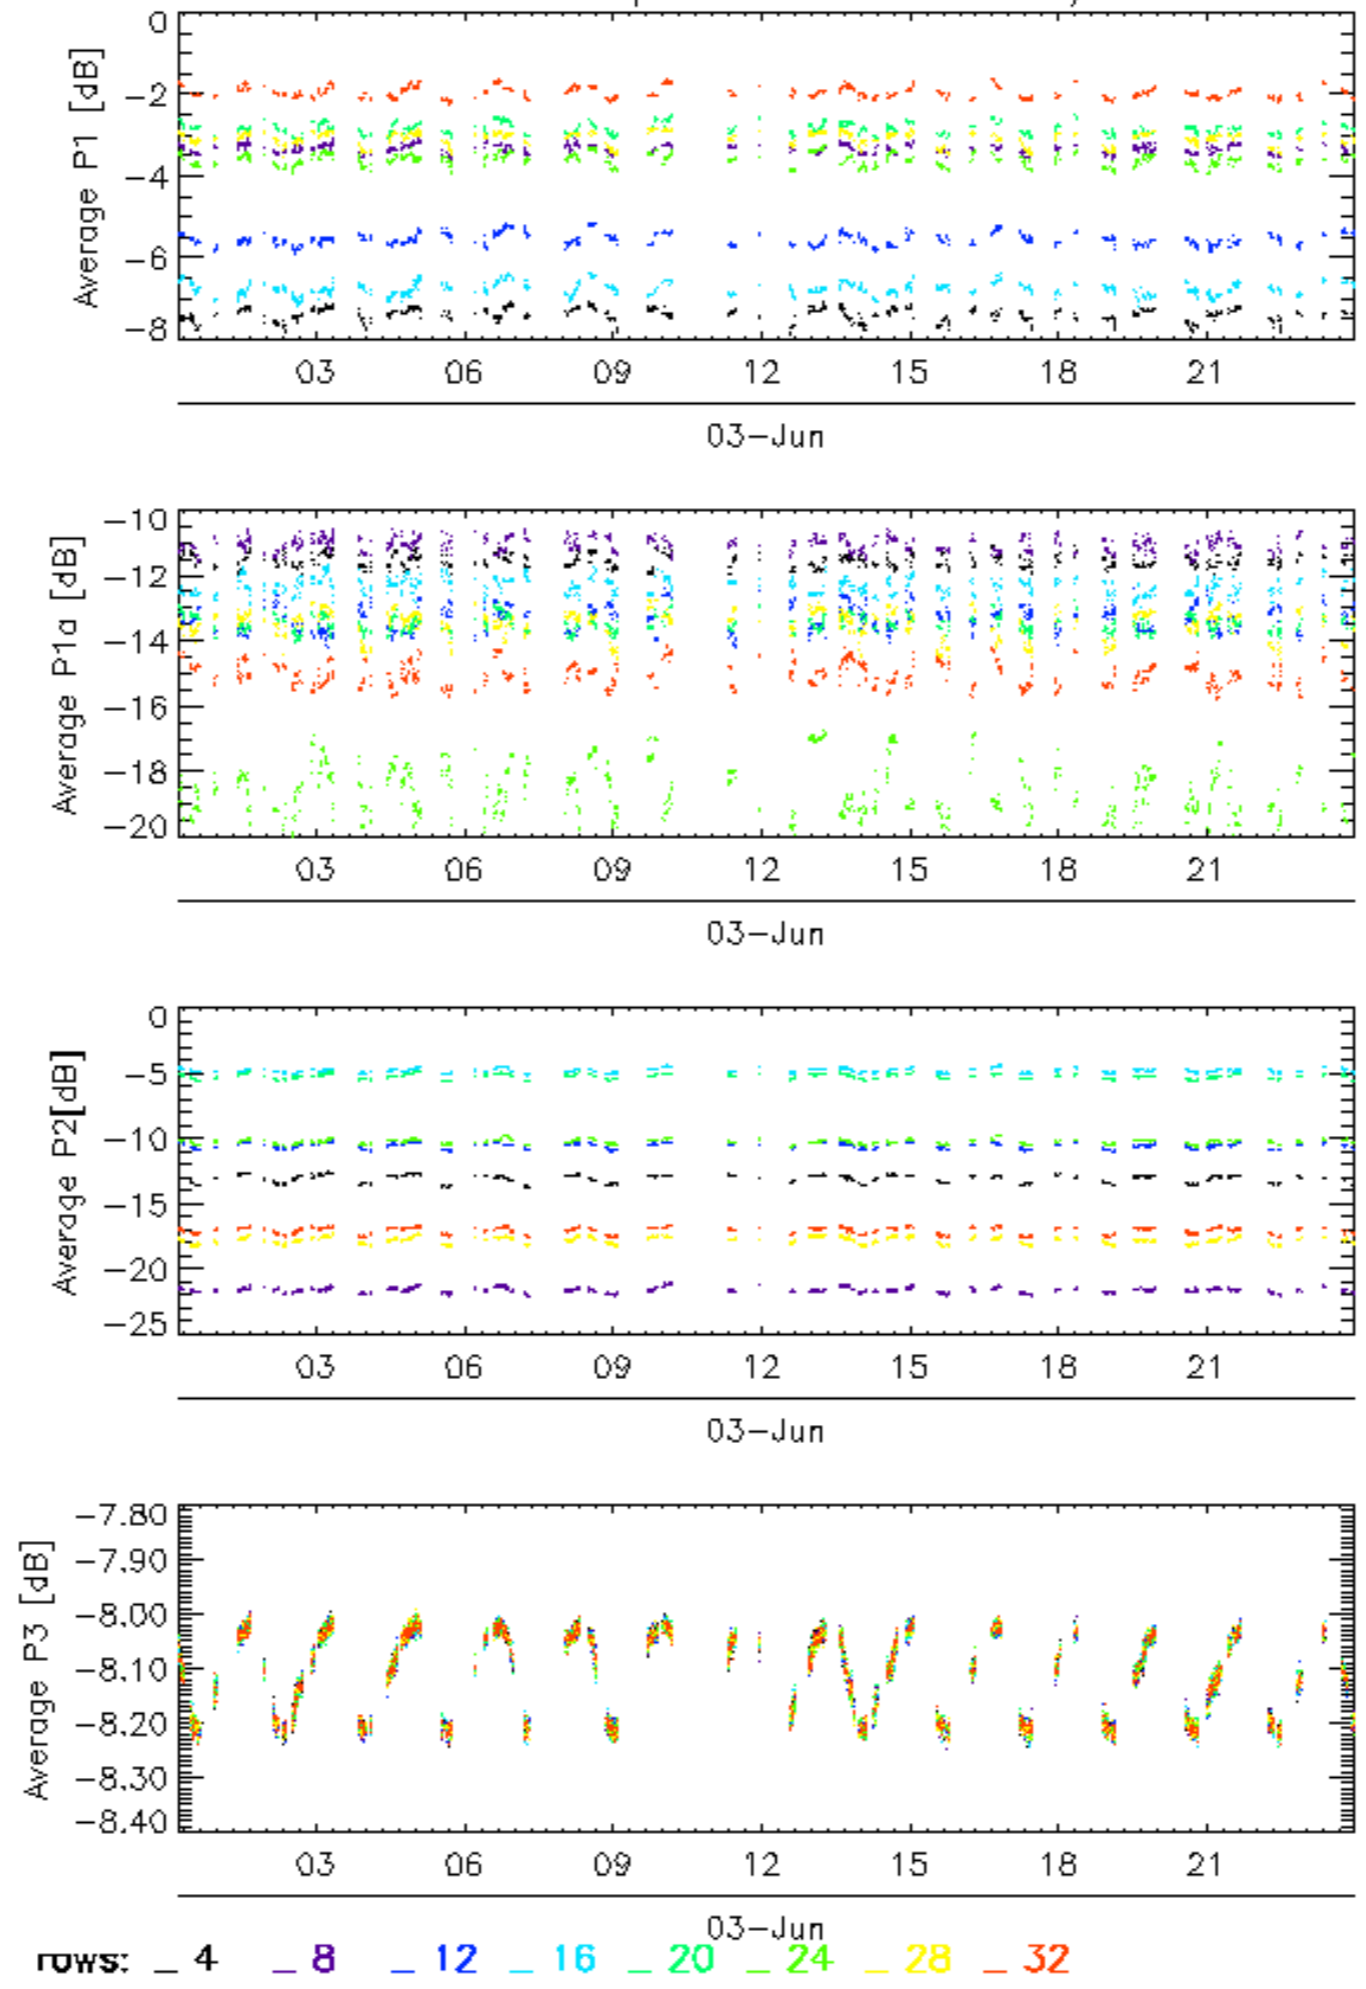 Average P1 [dB]
0
−2
−4
−6
−8
03 06 09 12 15 18 21
03−Jun
Average P1a [dB]
−10
−12
−14
−16
−18
−20
03 06 09 12 15 18 21
03−Jun
Average P2[dB]
0
−5
−10
−15
−20
−25
03 06 09 12 15 18 21
03−Jun
Average P3 [dB]
−7.80
−7.90
−8.00
−8.10
−8.20
−8.30
−8.40
03 06 09 12 15 18 21
03−Jun
rows: _ 4 _ 8 _ 12 _ 16 _ 20 _ 24 _ 28 _ 32